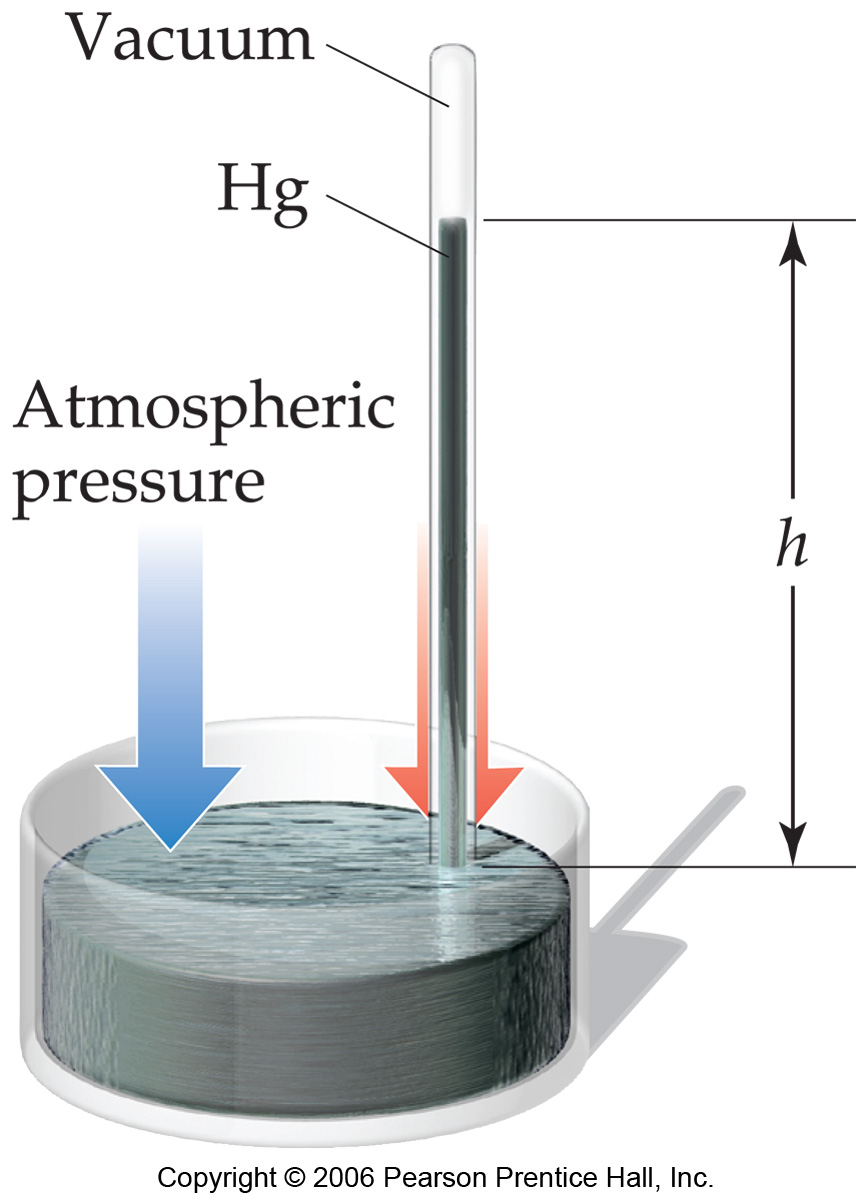 Vacuum
Hg
Atmospheric
pressure
h
Copyright © 2006 Pearson Prentice Hall, Inc.